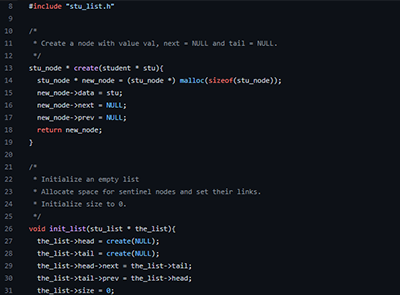 8 #include "stu_list.h"
9
10 /*
11  * Create a node with value val, next = NULL and tail = NULL.
12  */
13 stu_node * create(student * stu){
14   stu_node * new_node = (stu_node *) malloc(sizeof(stu_node));
15   new_node->data = stu;
16   new_node->next = NULL;
17   new_node->prev = NULL;
18   return new_node;
19 }
20
21 /*
22  * Initialize an empty list
23  * Allocate space for sentinel nodes and set their links.
24  * Initialize size to 0.
25  */
26 void init_list(stu_list * the_list){
27   the_list->head = create(NULL);
28   the_list->tail = create(NULL);
29   the_list->head->next = the_list->tail;
30   the_list->tail->prev = the_list->head;
31   the_list->size = 0;